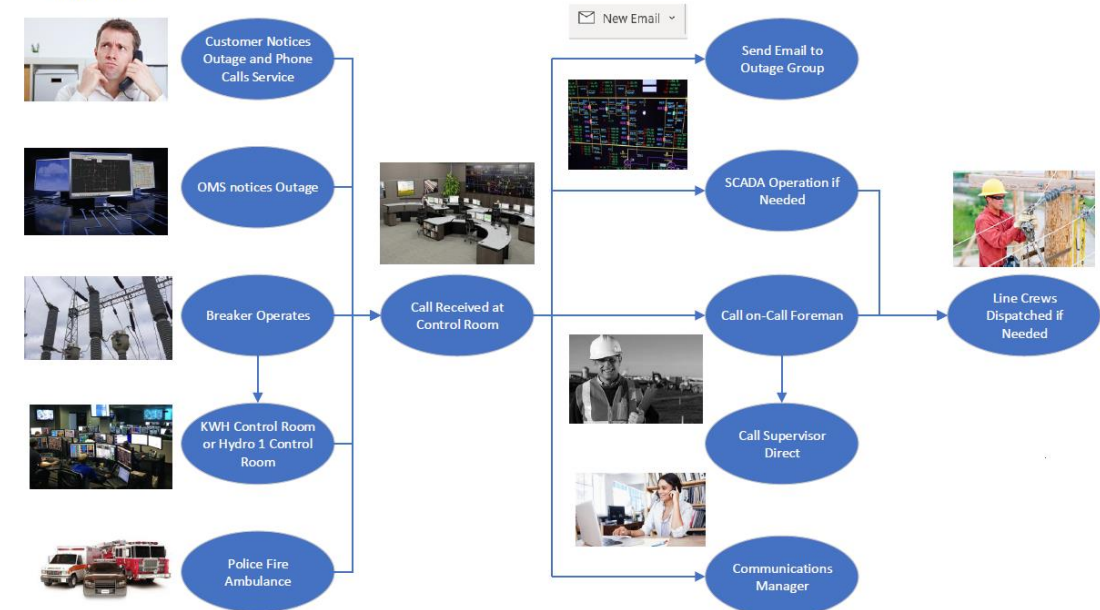 New Email
Customer Notices
Outage and Phone
Calls Service
Send Email to
Outage Group
OMS notices Outage
SCADA Operation if
Needed
Breaker Operates
Call Received at
Control Room
Call on-Call Foreman
Line Crews
Dispatched if
Needed
KWH Control Room
or Hydro 1 Control
Room
Call Supervisor
Direct
Police Fire
Ambulance
Communications
Manager